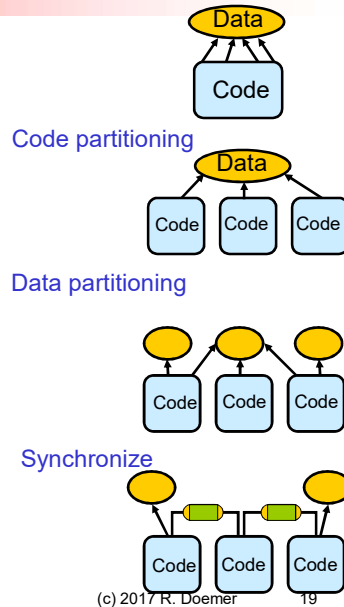 Data
Code
Code partitioning
Data
Code Code Code
Data partitioning
Code Code Code
Synchronize
Code Code Code
(c) 2017 R. Doemer 19